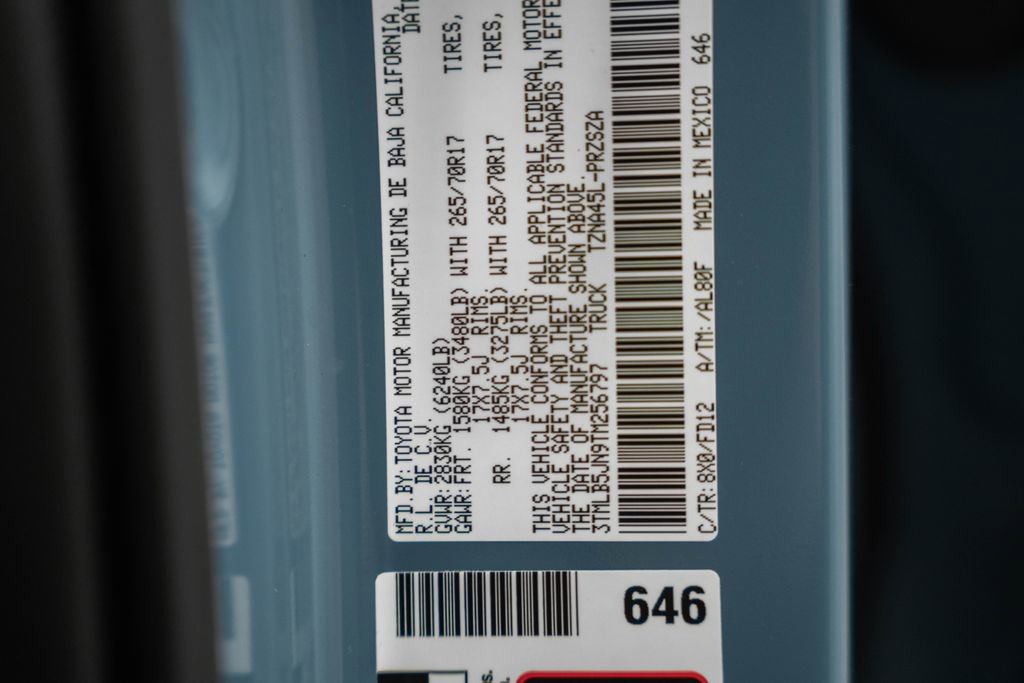 MFD.BY:TOYOTA MOTOR MANUFACTURING DE BAJA CALIFORNIA,
R.L. DE C.V. DAT
GVWR:2830KG (6240LB)
GAWR:FRT. 1580KG (3480LB) WITH 265/70R17 TIRES,
17X7.5J RIMS.
RR. 1485KG (3275LB) WITH 265/70R17 TIRES,
17X7.5J RIMS.
THIS VEHICLE CONFORMS TO ALL APPLICABLE FEDERAL MOTOR
VEHICLE SAFETY AND THEFT PREVENTION STANDARDS IN EFFE
THE DATE OF MANUFACTURE SHOWN ABOVE.
3TMLB5JN9TM256797 TRUCK TZNA45L-PRZSZA
C/TR:8X0/FD12 A/TM:/AL80F MADE IN MEXICO 646
646